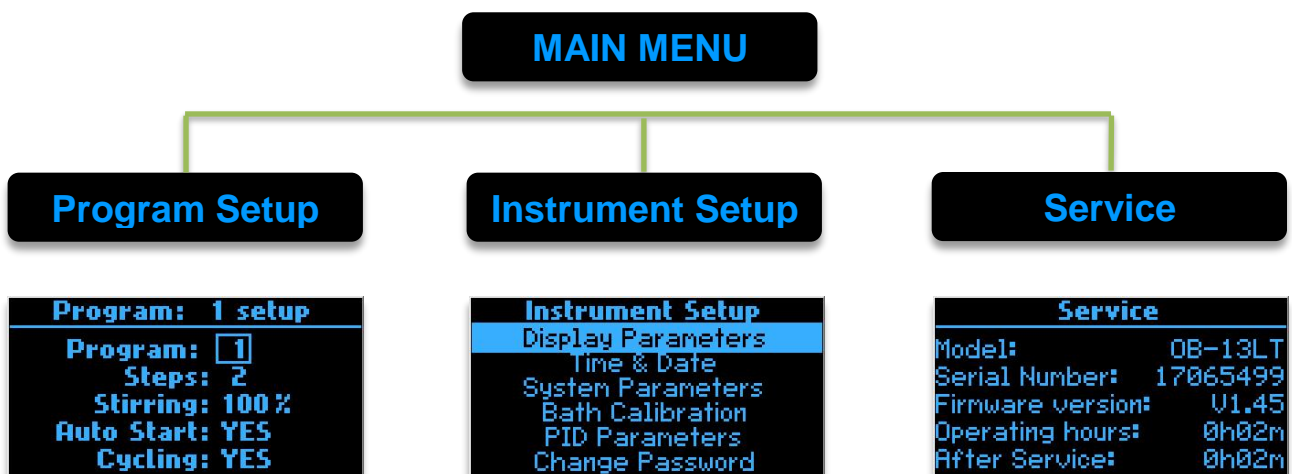 MAIN MENU
Program Setup
Instrument Setup
Service
Program: 1 setup
Program: 1
Steps: 2
Stirring: 100 %
Auto Start: YES
Cycling: YES
Instrument Setup
Display Parameters
Time & Date
System Parameters
Bath Calibration
PID Parameters
Change Password
Service
Model: OB-13LT
Serial Number: 17065499
Firmware version: V1.45
Operating hours: 0h02m
After Service: 0h02m